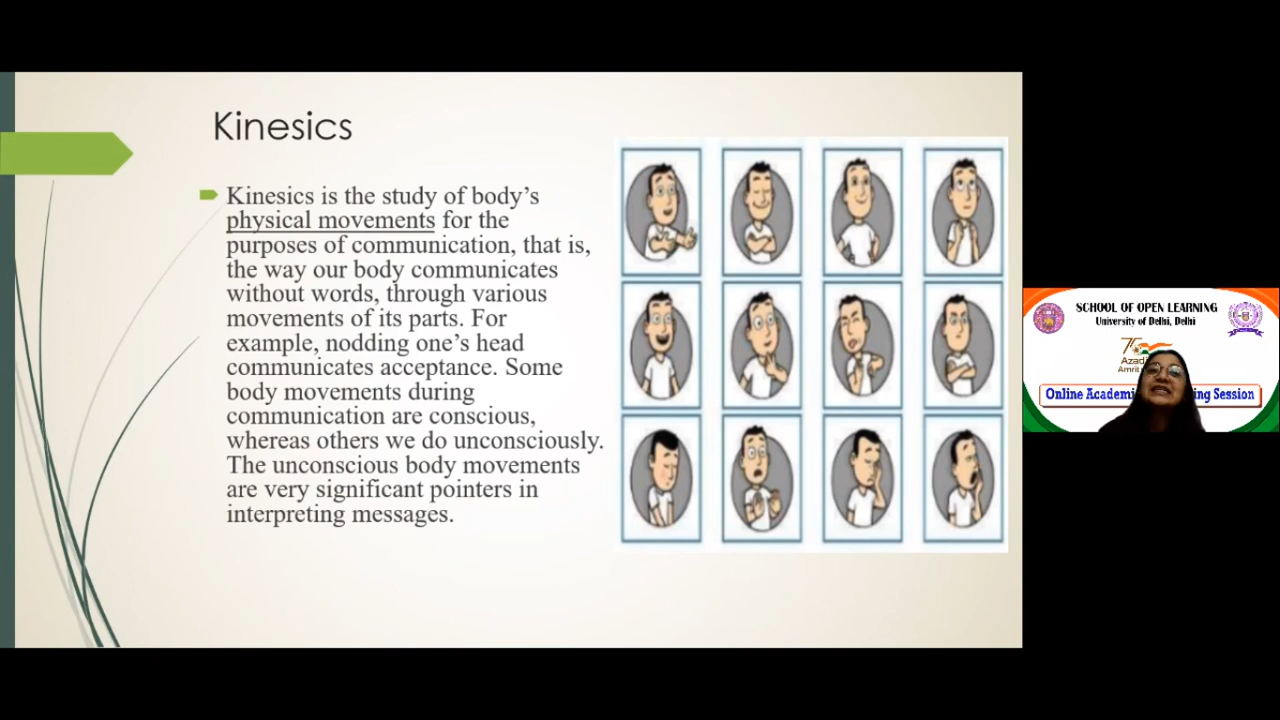 Kinesics
Kinesics is the study of body’s
physical movements for the
purposes of communication, that is,
the way our body communicates
without words, through various
movements of its parts. For
example, nodding one’s head
communicates acceptance. Some
body movements during
communication are conscious,
whereas others we do unconsciously.
The unconscious body movements
are very significant pointers in
interpreting messages.
SCHOOL OF OPEN LEARNING
University of Delhi, Delhi
Online Session